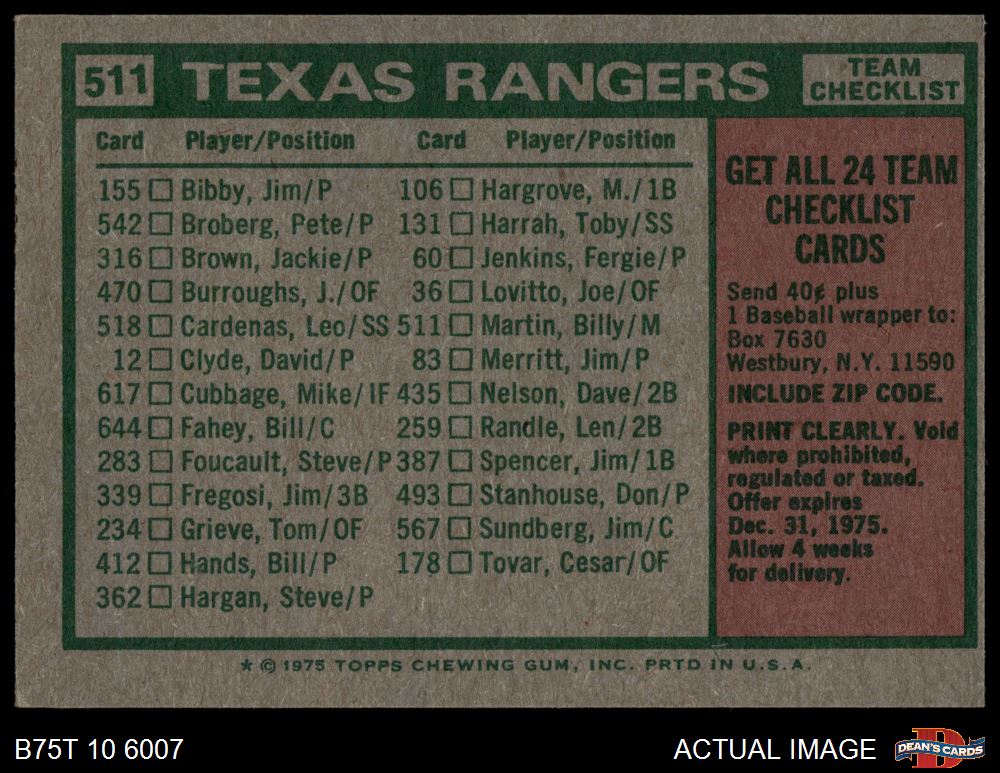 511 TEXAS RANGERS TEAM CHECKLIST
Card Player/Position Card Player/Position
155 □ Bibby, Jim/P 106 □ Hargrove, M./1B
542 □ Broberg, Pete/P 131 □ Harrah, Toby/SS
316 □ Brown, Jackie/P 60 □ Jenkins, Fergie/P
470 □ Burroughs, J./OF 36 □ Lovitto, Joe/OF
518 □ Cardenas, Leo/SS 511 □ Martin, Billy/M
12 □ Clyde, David/P 83 □ Merritt, Jim/P
617 □ Cubbage, Mike/IF 435 □ Nelson, Dave/2B
644 □ Fahey, Bill/C 259 □ Randle, Len/2B
283 □ Foucault, Steve/P 387 □ Spencer, Jim/1B
339 □ Fregosi, Jim/3B 493 □ Stanhouse, Don/P
234 □ Grieve, Tom/OF 567 □ Sundberg, Jim/C
412 □ Hands, Bill/P 178 □ Tovar, Cesar/OF
362 □ Hargan, Steve/P
GET ALL 24 TEAM
CHECKLIST
CARDS
Send 40¢ plus
1 Baseball wrapper to:
Box 7630
Westbury, N.Y. 11590
INCLUDE ZIP CODE.
PRINT CLEARLY. Void
where prohibited,
regulated or taxed.
Offer expires
Dec. 31, 1975.
Allow 4 weeks
for delivery.
* © 1975 TOPPS CHEWING GUM, INC. PRTD IN U.S.A.
B75T 10 6007
ACTUAL IMAGE
D
DEAN'S CARDS